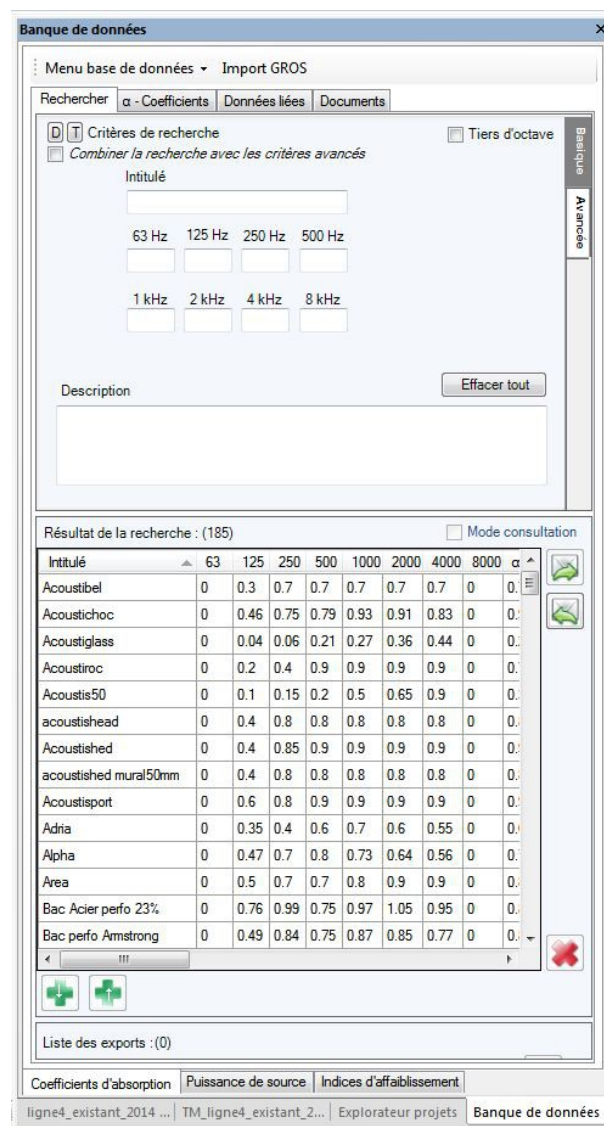 Banque de données
Menu base de données Import GROS
Rechercher α - Coefficients Données liées Documents
D T Critères de recherche Tiers d'octave Basique
Combiner la recherche avec les critères avancés
Avancée
Intitulé
63 Hz 125 Hz 250 Hz 500 Hz
1 kHz 2 kHz 4 kHz 8 kHz
Description Effacer tout
Résultat de la recherche : (185) Mode consultation
Intitulé 63 125 250 500 1000 2000 4000 8000 α
Acoustibel 0 0.3 0.7 0.7 0.7 0.7 0.7 0
Acoustichoc 0 0.46 0.75 0.79 0.93 0.91 0.83 0
Acoustiglass 0 0.04 0.06 0.21 0.27 0.36 0.44 0
Acoustiroc 0 0.2 0.4 0.9 0.9 0.9 0.9 0
Acoustis50 0 0.1 0.15 0.2 0.5 0.65 0.9 0
acoustishead 0 0.4 0.8 0.8 0.8 0.8 0.8 0
Acoustished 0 0.4 0.85 0.9 0.9 0.9 0.9 0
acoustished mural50mm 0 0.4 0.8 0.8 0.8 0.8 0.8 0
Acoustisport 0 0.6 0.8 0.9 0.9 0.9 0.9 0
Adria 0 0.35 0.4 0.6 0.7 0.6 0.55 0
Alpha 0 0.47 0.7 0.8 0.73 0.64 0.56 0
Area 0 0.5 0.7 0.7 0.8 0.9 0.9 0
Bac Acier perfo 23% 0 0.76 0.99 0.75 0.97 1.05 0.95 0
Bac perfo Armstrong 0 0.49 0.84 0.75 0.87 0.85 0.77 0
Liste des exports :(0)
Coefficients d'absorption Puissance de source Indices d'affaiblissement
ligne4_existant_2014 ... TM_ligne4_existant_2... Explorateur projets Banque de données